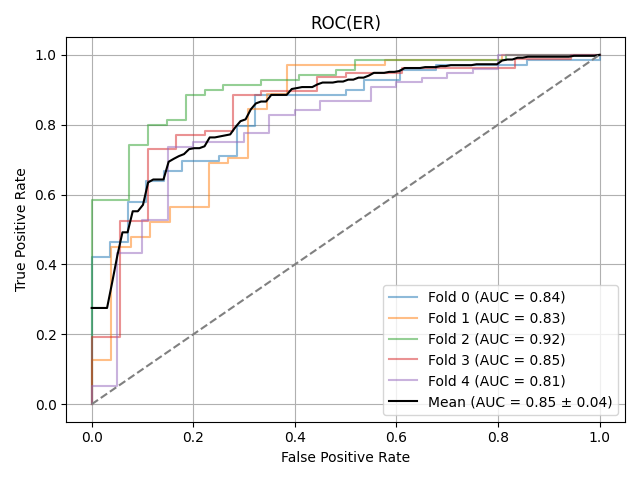 ROC(ER)
True Positive Rate
1.0
0.8
0.6
0.4
0.2
0.0
Fold 0 (AUC = 0.84)
Fold 1 (AUC = 0.83)
Fold 2 (AUC = 0.92)
Fold 3 (AUC = 0.85)
Fold 4 (AUC = 0.81)
Mean (AUC = 0.85 ± 0.04)
0.0 0.2 0.4 0.6 0.8 1.0
False Positive Rate